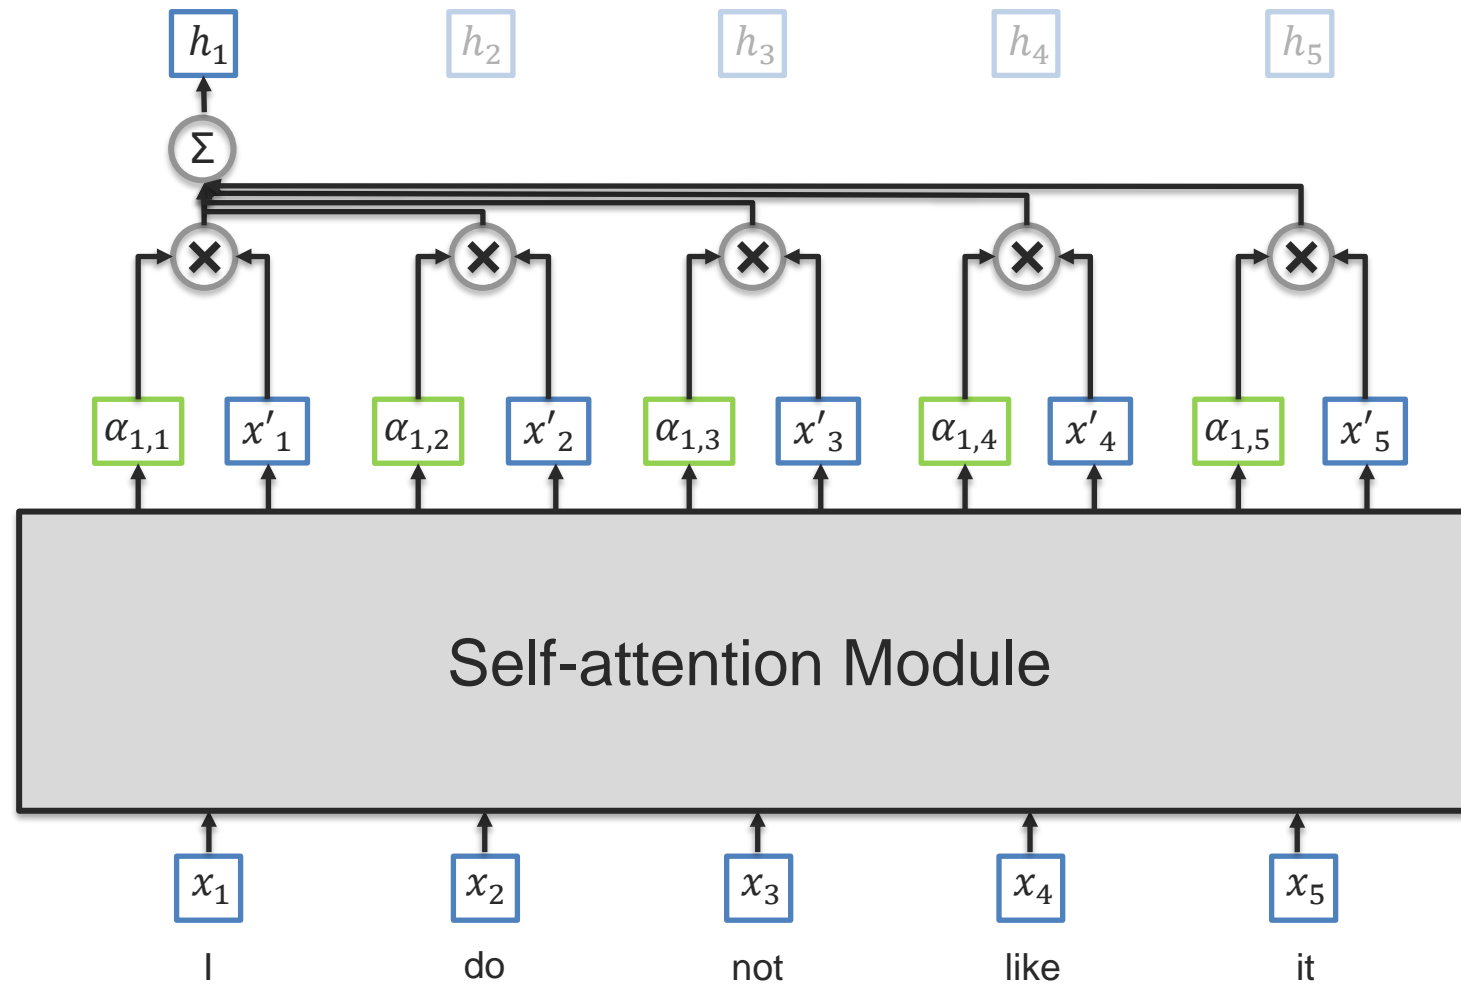 h₁ h₂ h₃ h₄ h₅
Σ
× × × × ×
α₁,₁ x'₁ α₁,₂ x'₂ α₁,₃ x'₃ α₁,₄ x'₄ α₁,₅ x'₅
Self-attention Module
x₁ x₂ x₃ x₄ x₅
I do not like it